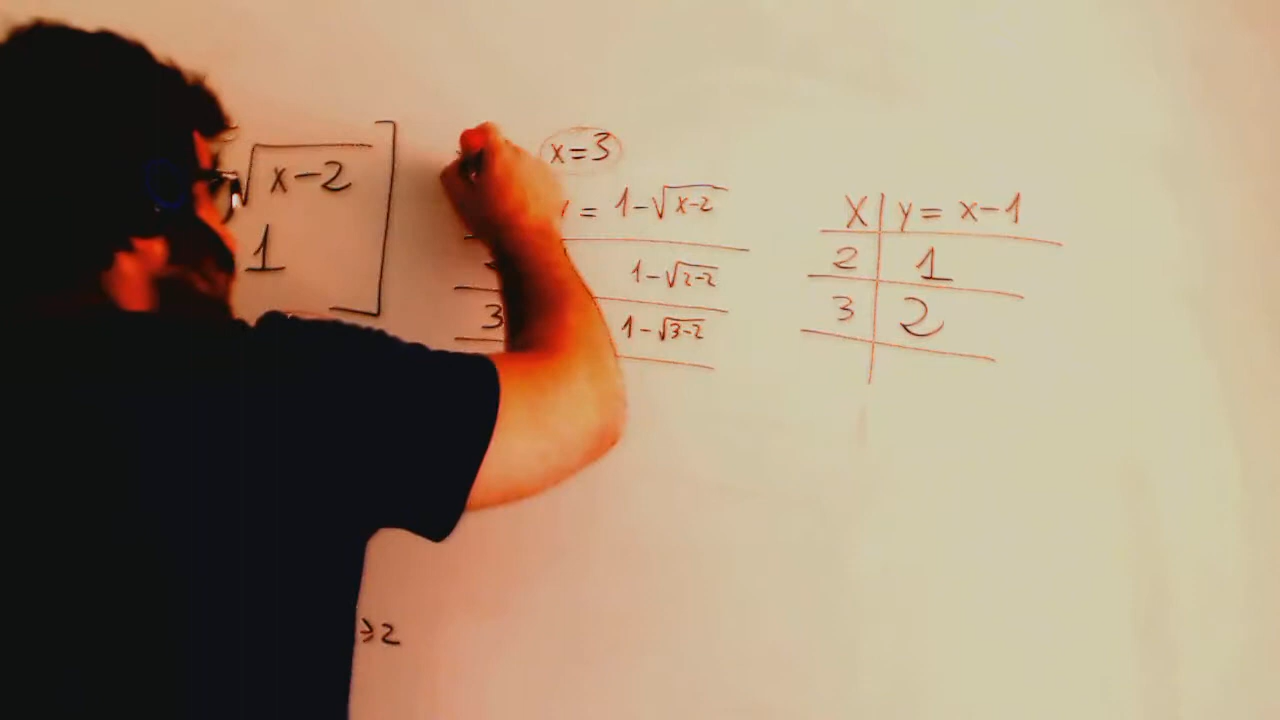 √x-2
1
x=3
= 1-√x-2
1-√2-2
3 1-√3-2
X y= x-1
2 1
3 2
⩾2